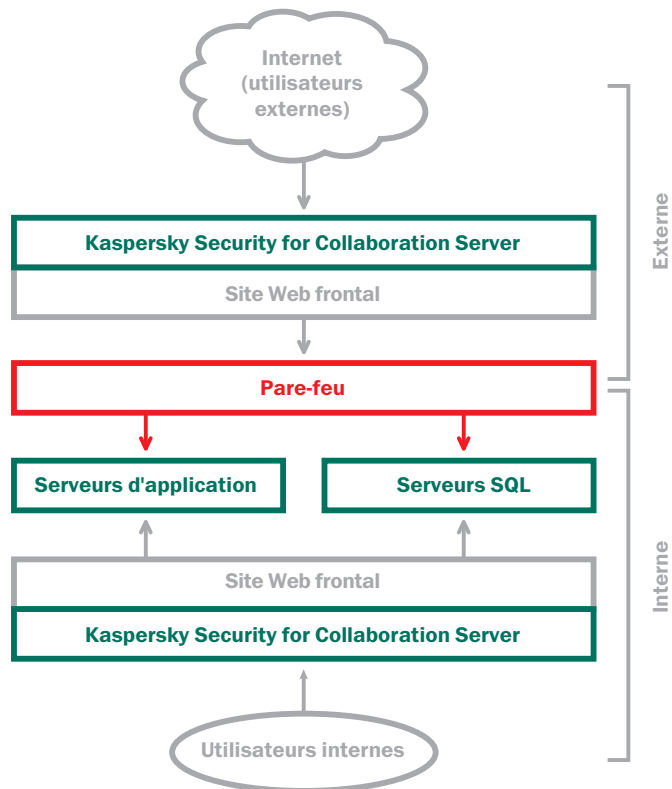 Internet
(utilisateurs
externes)
Kaspersky Security for Collaboration Server
Site Web frontal
Externe
Pare-feu
Serveurs d'application
Serveurs SQL
Site Web frontal
Interne
Kaspersky Security for Collaboration Server
Utilisateurs internes